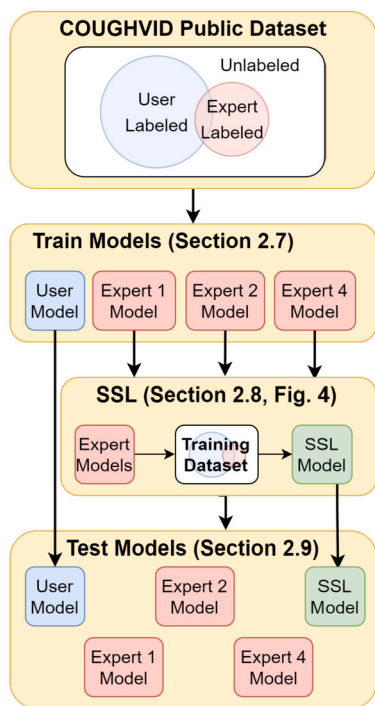 COUGHVID Public Dataset
Unlabeled
User
Labeled
Expert
Labeled
Train Models (Section 2.7)
User
Model
Expert 1
Model
Expert 2
Model
Expert 4
Model
SSL (Section 2.8, Fig. 4)
Expert
Models
Training
Dataset
SSL
Model
Test Models (Section 2.9)
User
Model
Expert 2
Model
SSL
Model
Expert 1
Model
Expert 4
Model